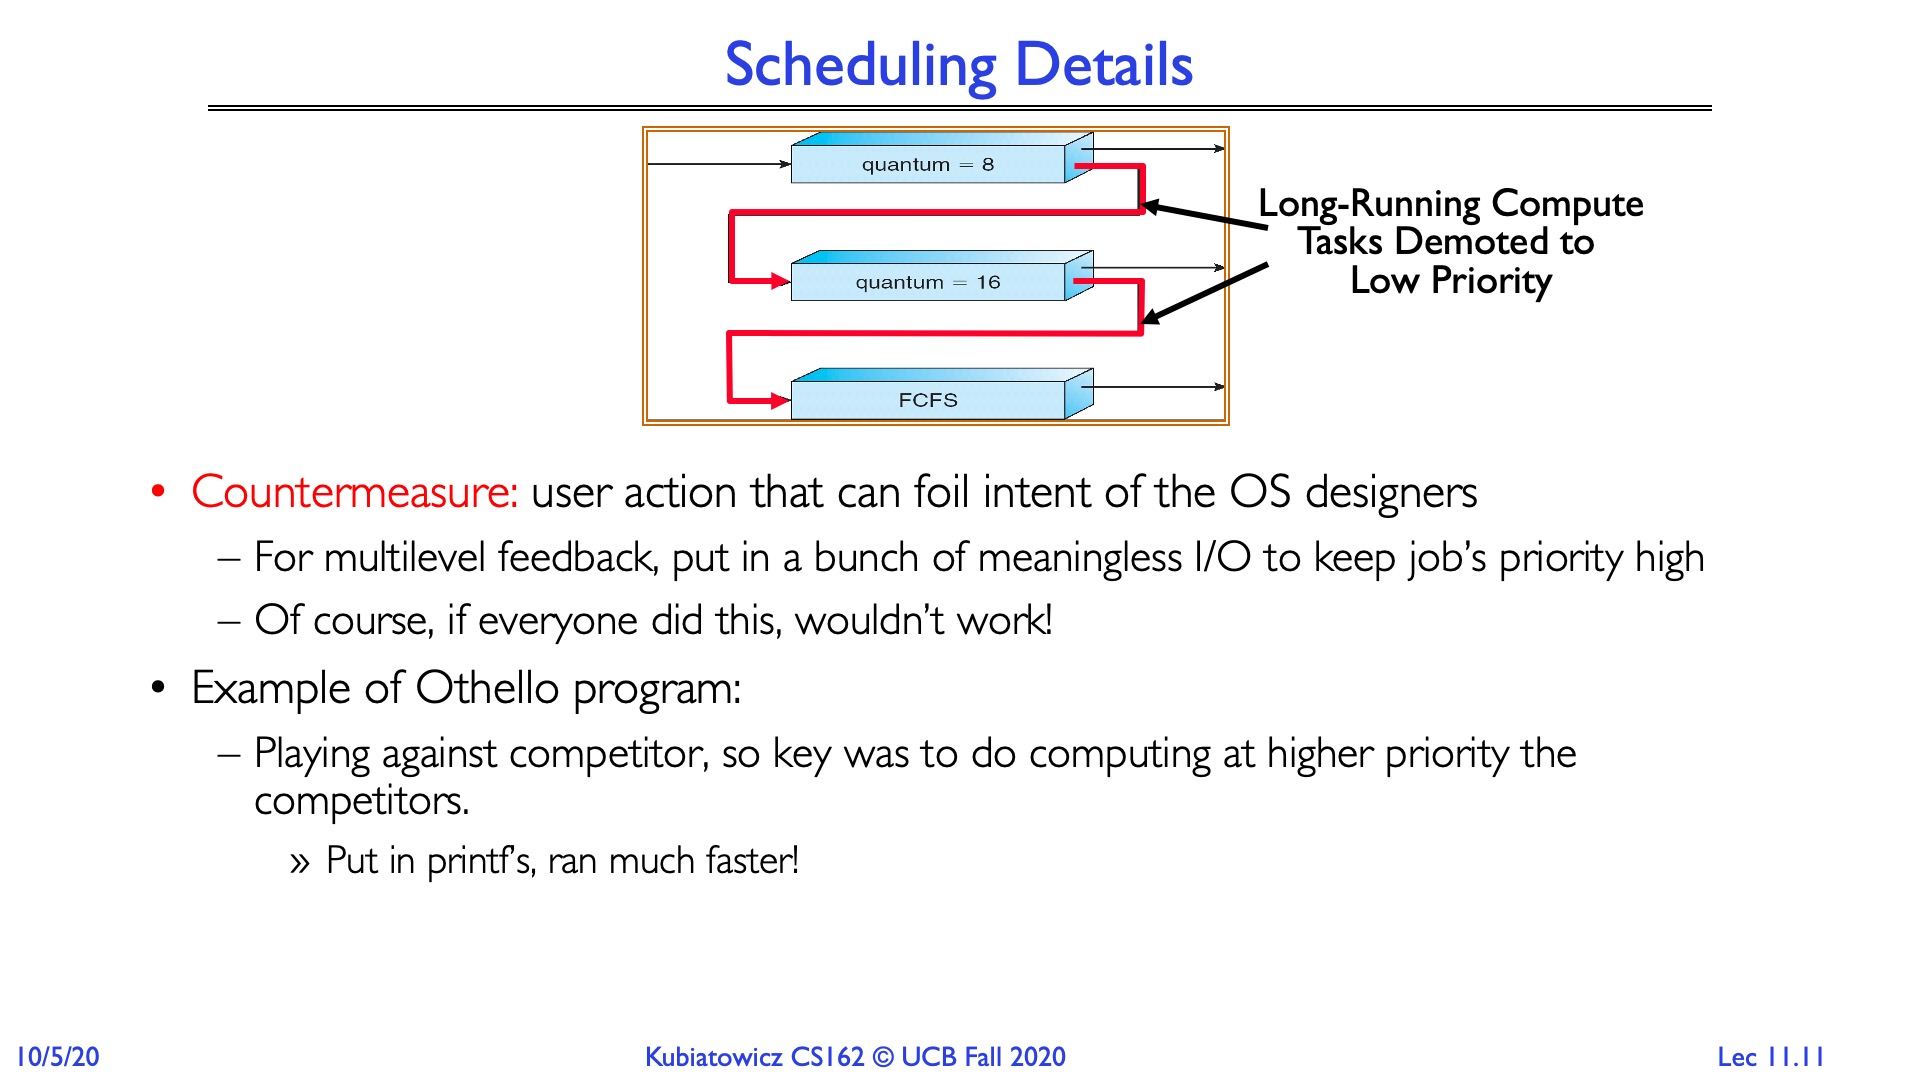 Scheduling Details
quantum = 8
Long-Running Compute
Tasks Demoted to
Low Priority
quantum = 16
FCFS
• Countermeasure: user action that can foil intent of the OS designers
– For multilevel feedback, put in a bunch of meaningless I/O to keep job’s priority high
– Of course, if everyone did this, wouldn’t work!
• Example of Othello program:
– Playing against competitor, so key was to do computing at higher priority the
competitors.
» Put in printf’s, ran much faster!
10/5/20
Kubiatowicz CS162 © UCB Fall 2020
Lec 11.11